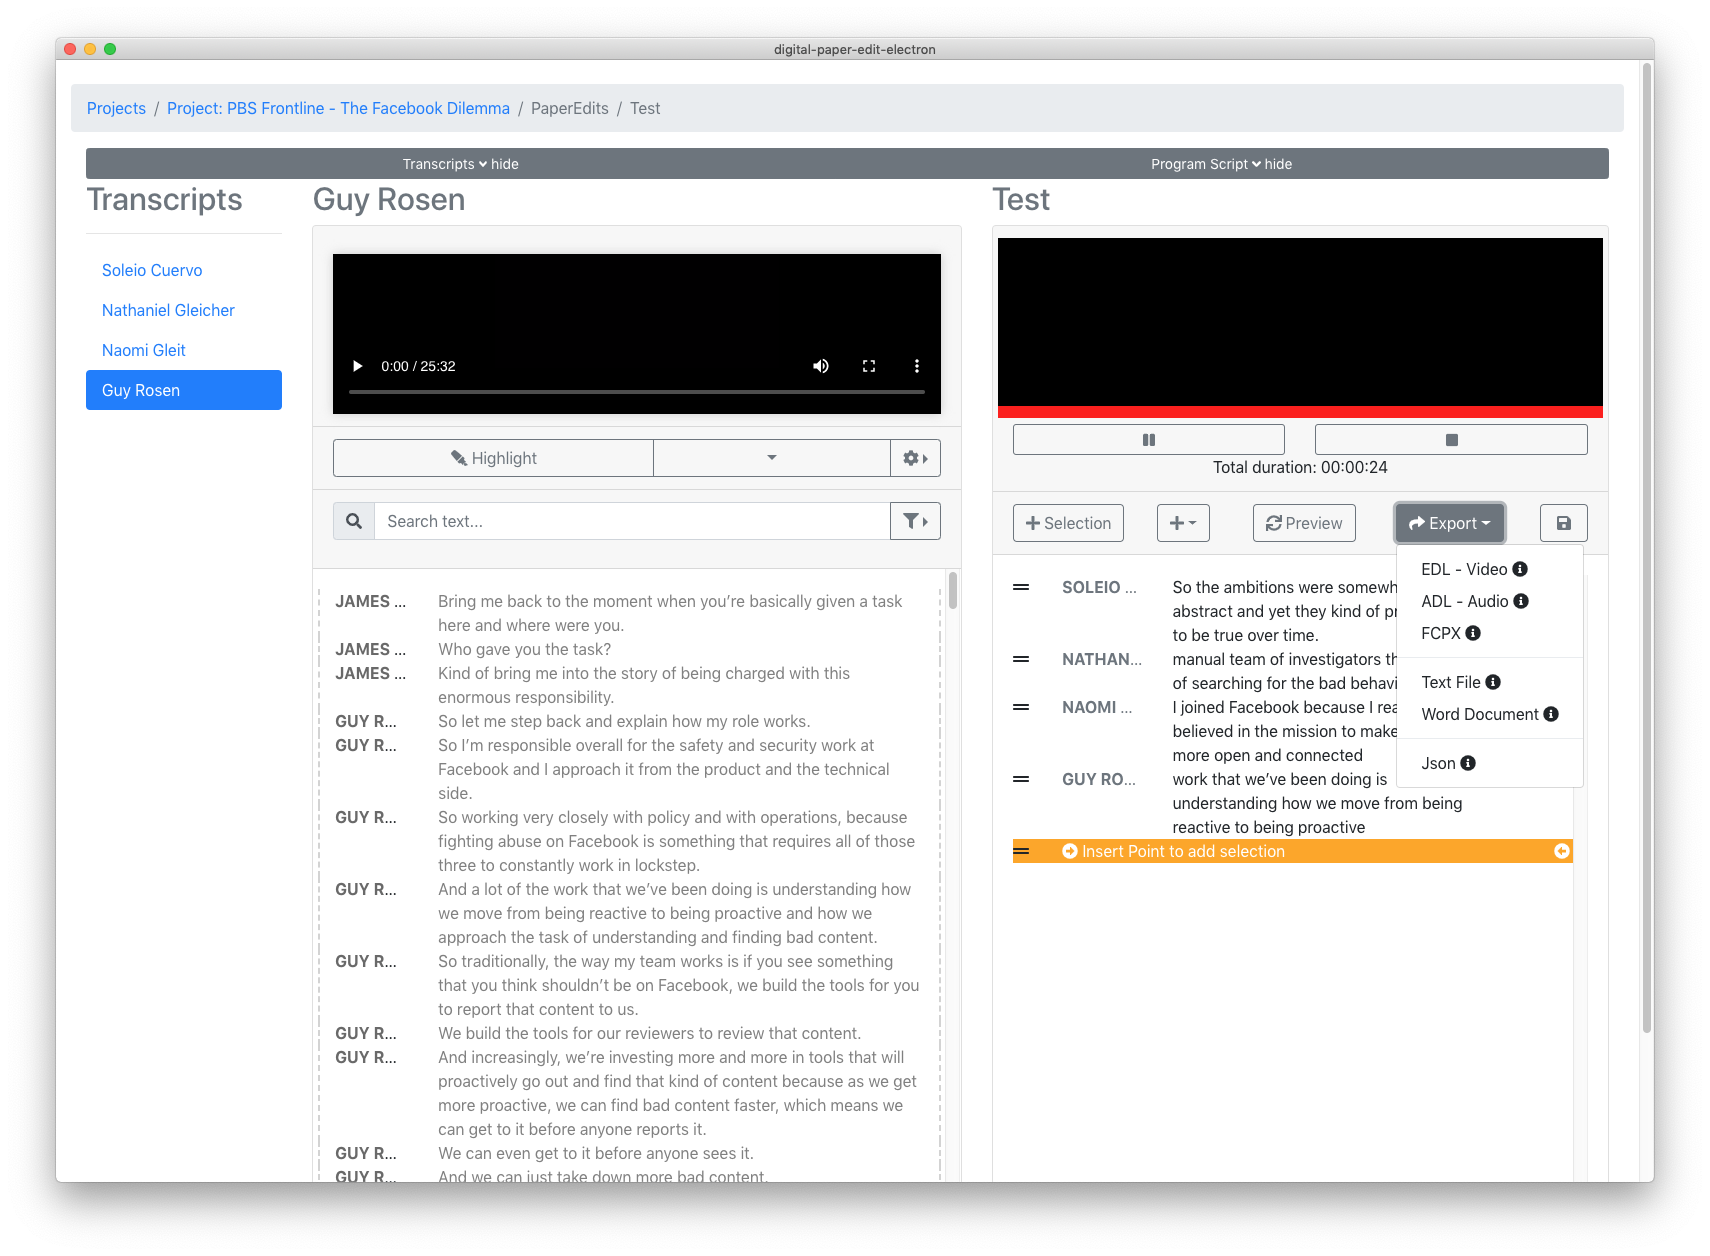 digital-paper-edit-electron
Projects / Project: PBS Frontline - The Facebook Dilemma / PaperEdits / Test
Transcripts hide
Program Script hide
Transcripts
Soleio Cuervo
Nathaniel Gleicher
Naomi Gleit
Guy Rosen
Guy Rosen
0:00 / 25:32
Highlight
Search text...
JAMES ... Bring me back to the moment when you’re basically given a task
here and where were you.
JAMES ... Who gave you the task?
JAMES ... Kind of bring me into the story of being charged with this
enormous responsibility.
GUY R... So let me step back and explain how my role works.
GUY R... So I’m responsible overall for the safety and security work at
Facebook and I approach it from the product and the technical
side.
GUY R... So working very closely with policy and with operations, because
fighting abuse on Facebook is something that requires all of those
three to constantly work in lockstep.
GUY R... And a lot of the work that we’ve been doing is understanding how
we move from being reactive to being proactive and how we
approach the task of understanding and finding bad content.
GUY R... So traditionally, the way my team works is if you see something
that you think shouldn’t be on Facebook, we build the tools for you
to report that content to us.
GUY R... We build the tools for our reviewers to review that content.
GUY R... And increasingly, we’re investing more and more in tools that will
proactively go out and find that kind of content because as we get
more proactive, we can find bad content faster, which means we
can get to it before anyone reports it.
GUY R... We can even get to it before anyone sees it.
GUY R... And we can just take down more bad content.
Test
Total duration: 00:00:24
Selection
Preview
Export
EDL - Video
ADL - Audio
FCPX
Text File
Word Document
Json
SOLEIO ... So the ambitions were somewh
abstract and yet they kind of p
to be true over time.
NATHAN... manual team of investigators th
of searching for the bad behavi
NAOMI ... I joined Facebook because I rea
believed in the mission to make
more open and connected
GUY RO... work that we’ve been doing is
understanding how we move from being
reactive to being proactive
Insert Point to add selection